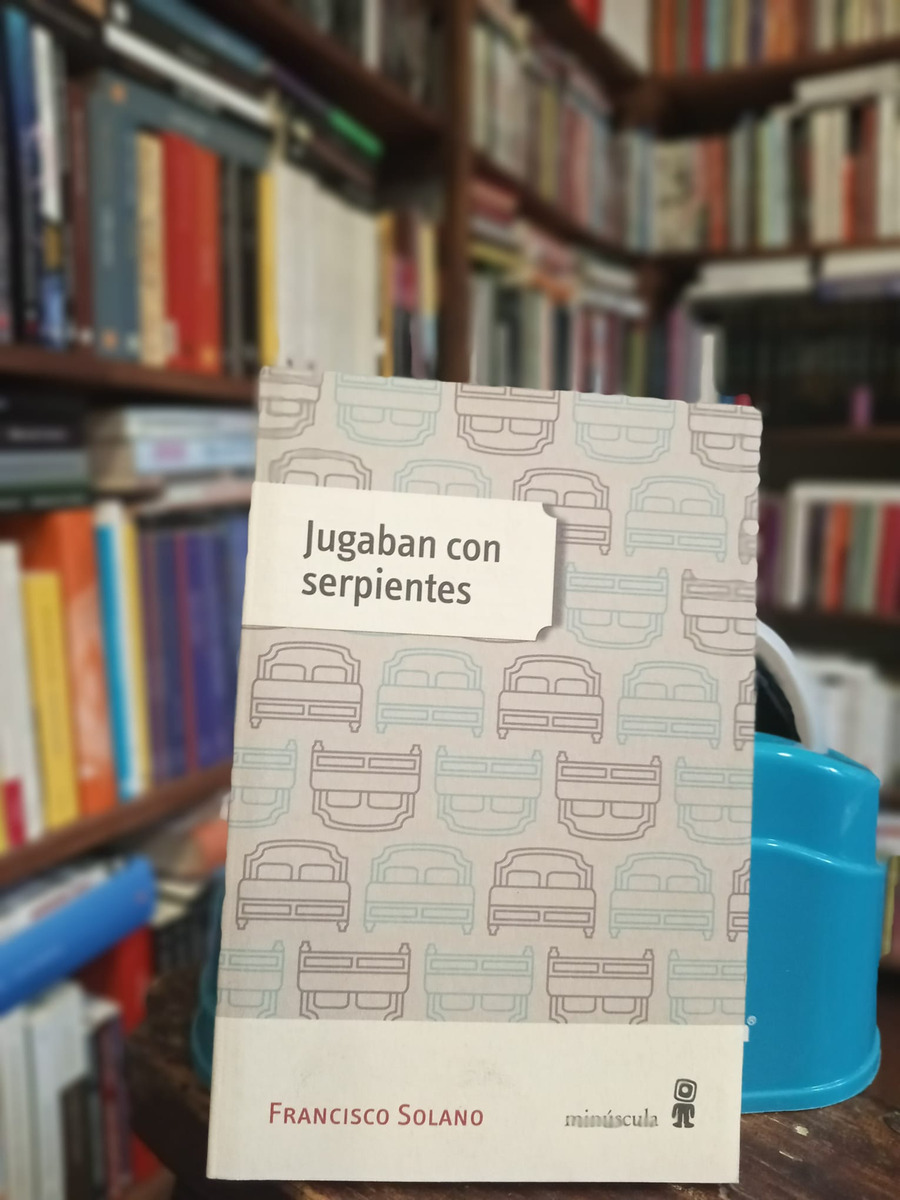 Jugaban con
serpientes
Francisco Solano
minúscula